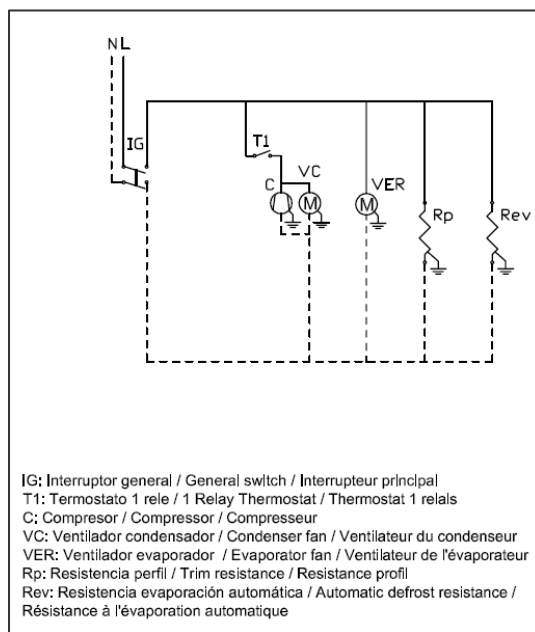 N L
IG
T1
C
VC
M
VER
M
Rp
Rev
IG: Interruptor general / General switch / Interrupteur principal
T1: Termostato 1 rele / 1 Relay Thermostat / Thermostat 1 relais
C: Compresor / Compressor / Compresseur
VC: Ventilador condensador / Condenser fan / Ventilateur du condenseur
VER: Ventilador evaporador / Evaporator fan / Ventilateur de l'évaporateur
Rp: Resistencia perfil / Trim resistance / Resistance profil
Rev: Resistencia evaporación automática / Automatic defrost resistance /
Résistance à l'évaporation automatique